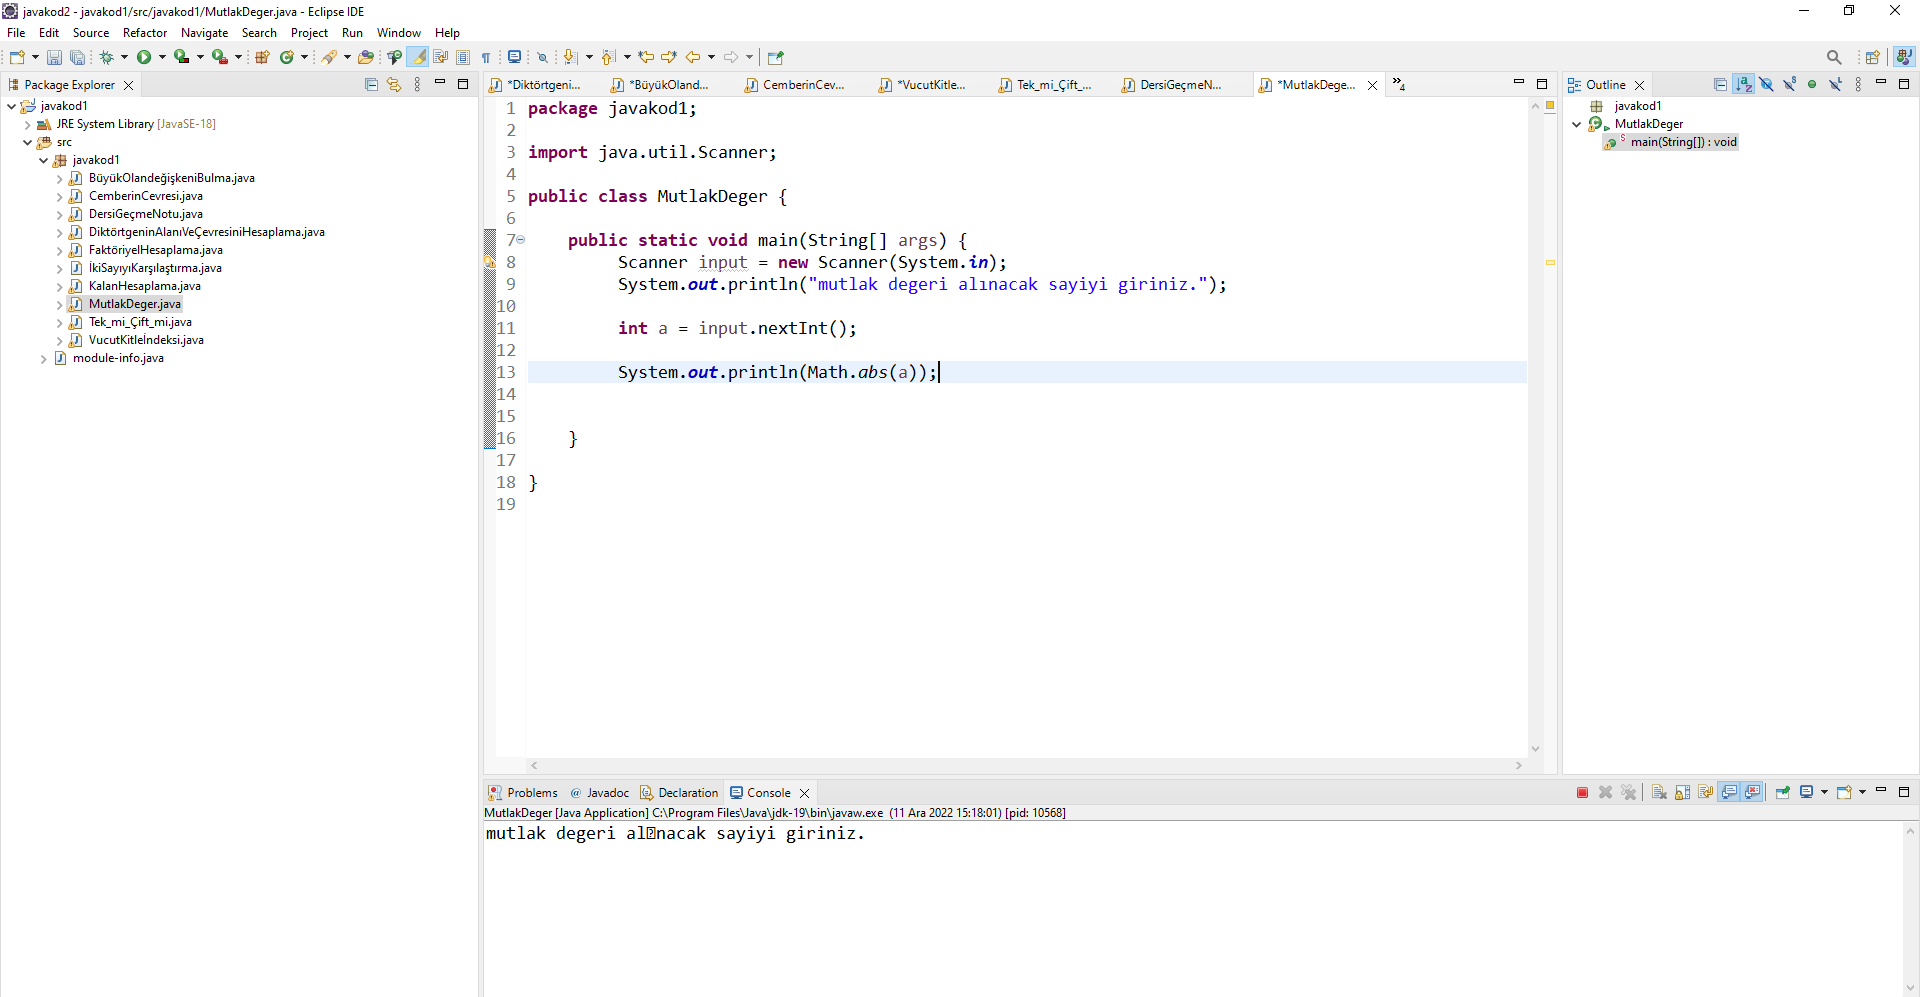 javakod2 - javakod1/src/javakod1/MutlakDeger.java - Eclipse IDE
File Edit Source Refactor Navigate Search Project Run Window Help
Package Explorer
javakod1
JRE System Library [JavaSE-18]
src
javakod1
BüyükOlandeğişkeniBulma.java
CemberinCevresi.java
DersiGeçmeNotu.java
DiktörtgeninAlanıVeÇevresiniHesaplama.java
FaktöriyelHesaplama.java
İkiSayıyıKarşılaştırma.java
KalanHesaplama.java
MutlakDeger.java
Tek_mi_Çift_mi.java
VucutKitleİndeksi.java
module-info.java
*Diktörtgeni... *BüyükOland... CemberinCev... *VucutKitle... Tek_mi_Çift_... DersiGeçmeN... *MutlakDege... »4
1 package javakod1;
2
3 import java.util.Scanner;
4
5 public class MutlakDeger {
6
7 public static void main(String[] args) {
8 Scanner input = new Scanner(System.in);
9 System.out.println("mutlak degeri alınacak sayiyi giriniz.");
10
11 int a = input.nextInt();
12
13 System.out.println(Math.abs(a));
14
15
16 }
17
18 }
19
Outline
javakod1
MutlakDeger
main(String[]) : void
Problems Javadoc Declaration Console
MutlakDeger [Java Application] C:\Program Files\Java\jdk-19\bin\javaw.exe (11 Ara 2022 15:18:01) [pid: 10568]
mutlak degeri al�nacak sayiyi giriniz.